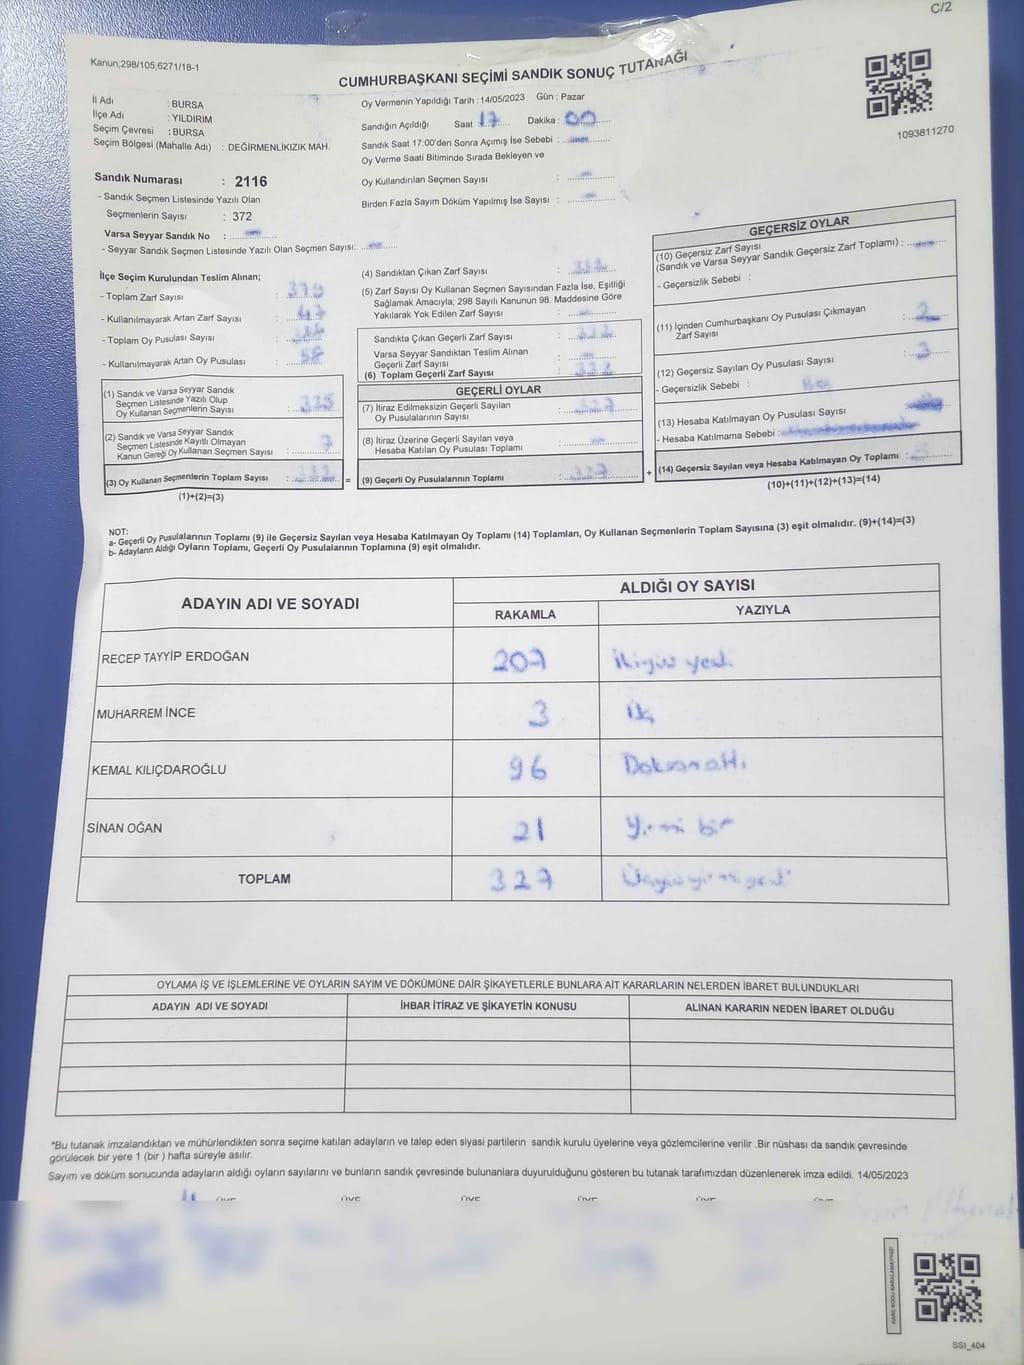 C/2
Kanun;298/105;6271/18-1
CUMHURBAŞKANI SEÇİMİ SANDIK SONUÇ TUTANAĞI
1093811270
İl Adı : BURSA
İlçe Adı : YILDIRIM
Seçim Çevresi : BURSA
Seçim Bölgesi (Mahalle Adı) : DEĞİRMENLİKIZIK MAH.
Oy Vermenin Yapıldığı Tarih :14/05/2023 Gün : Pazar
Sandığın Açıldığı Saat 17 Dakika : 00
Sandık Saat 17:00'den Sonra Açımış İse Sebebi :
Oy Verme Saati Bitiminde Sırada Bekleyen ve
Oy Kullandırılan Seçmen Sayısı :
Birden Fazla Sayım Döküm Yapılmış İse Sayısı :
Sandık Numarası : 2116
- Sandık Seçmen Listesinde Yazılı Olan
Seçmenlerin Sayısı : 372
Varsa Seyyar Sandık No :
- Seyyar Sandık Seçmen Listesinde Yazılı Olan Seçmen Sayısı:
İlçe Seçim Kurulundan Teslim Alınan;
- Toplam Zarf Sayısı :
- Kullanılmayarak Artan Zarf Sayısı : 47
- Toplam Oy Pusulası Sayısı :
- Kullanılmayarak Artan Oy Pusulası : 58
(1) Sandık ve Varsa Seyyar Sandık
Seçmen Listesinde Yazılı Olup
Oy Kullanan Seçmenlerin Sayısı : 325
(2) Sandık ve Varsa Seyyar Sandık
Seçmen Listesinde Kayıtlı Olmayan
Kanun Gereği Oy Kullanan Seçmen Sayısı : 7
(3) Oy Kullanan Seçmenlerin Toplam Sayısı : 332 =
(1)+(2)=(3)
(4) Sandıktan Çıkan Zarf Sayısı : 332
(5) Zarf Sayısı Oy Kullanan Seçmen Sayısından Fazla İse, Eşitliği
Sağlamak Amacıyla; 298 Sayılı Kanunun 98. Maddesine Göre
Yakılarak Yok Edilen Zarf Sayısı :
Sandıkta Çıkan Geçerli Zarf Sayısı : 332
Varsa Seyyar Sandıktan Teslim Alınan
Geçerli Zarf Sayısı :
(6) Toplam Geçerli Zarf Sayısı : 332
GEÇERLİ OYLAR
(7) İtiraz Edilmeksizin Geçerli Sayılan
Oy Pusulalarının Sayısı : 327
(8) İtiraz Üzerine Geçerli Sayılan veya
Hesaba Katılan Oy Pusulası Toplamı :
(9) Geçerli Oy Pusulalarının Toplamı : 327 +
GEÇERSİZ OYLAR
(10) Geçersiz Zarf Sayısı
(Sandık ve Varsa Seyyar Sandık Geçersiz Zarf Toplamı) :
- Geçersizlik Sebebi :
(11) İçinden Cumhurbaşkanı Oy Pusulası Çıkmayan
Zarf Sayısı : 2
(12) Geçersiz Sayılan Oy Pusulası Sayısı : 3
- Geçersizlik Sebebi : Boş
(13) Hesaba Katılmayan Oy Pusulası Sayısı :
- Hesaba Katılmama Sebebi :
(14) Geçersiz Sayılan veya Hesaba Katılmayan Oy Toplamı : 5
(10)+(11)+(12)+(13)=(14)
NOT:
a- Geçerli Oy Pusulalarının Toplamı (9) ile Geçersiz Sayılan veya Hesaba Katılmayan Oy Toplamı (14) Toplamları, Oy Kullanan Seçmenlerin Toplam Sayısına (3) eşit olmalıdır. (9)+(14)=(3)
b- Adayların Aldığı Oyların Toplamı, Geçerli Oy Pusulalarının Toplamına (9) eşit olmalıdır.
ADAYIN ADI VE SOYADI ALDIĞI OY SAYISI
RAKAMLA YAZIYLA
RECEP TAYYİP ERDOĞAN 207 ikiyüz yedi
MUHARREM İNCE 3 üç
KEMAL KILIÇDAROĞLU 96 Doksan altı
SİNAN OĞAN 21 Yirmi bir
TOPLAM 327 Üçyüzyirmi yedi
OYLAMA İŞ VE İŞLEMLERİNE VE OYLARIN SAYIM VE DÖKÜMÜNE DAİR ŞİKAYETLERLE BUNLARA AİT KARARLARIN NELERDEN İBARET BULUNDUKLARI
ADAYIN ADI VE SOYADI İHBAR İTİRAZ VE ŞİKAYETİN KONUSU ALINAN KARARIN NEDEN İBARET OLDUĞU
*Bu tutanak imzalandıktan ve mühürlendikten sonra seçime katılan adayların ve talep eden siyasi partilerin sandık kurulu üyelerine veya gözlemcilerine verilir .Bir nüshası da sandık çevresinde
görülecek bir yere 1 (bir ) hafta süreyle asılır.
Sayım ve döküm sonucunda adayların aldığı oyların sayılarını ve bunların sandık çevresinde bulunanlara duyurulduğunu gösteren bu tutanak tarafımızdan düzenlenerek imza edildi. 14/05/2023
ÜYE ÜYE ÜYE ÜYE ÜYE ÜYE
KARE KODU KARALAMAYINIZ!
SSI_404